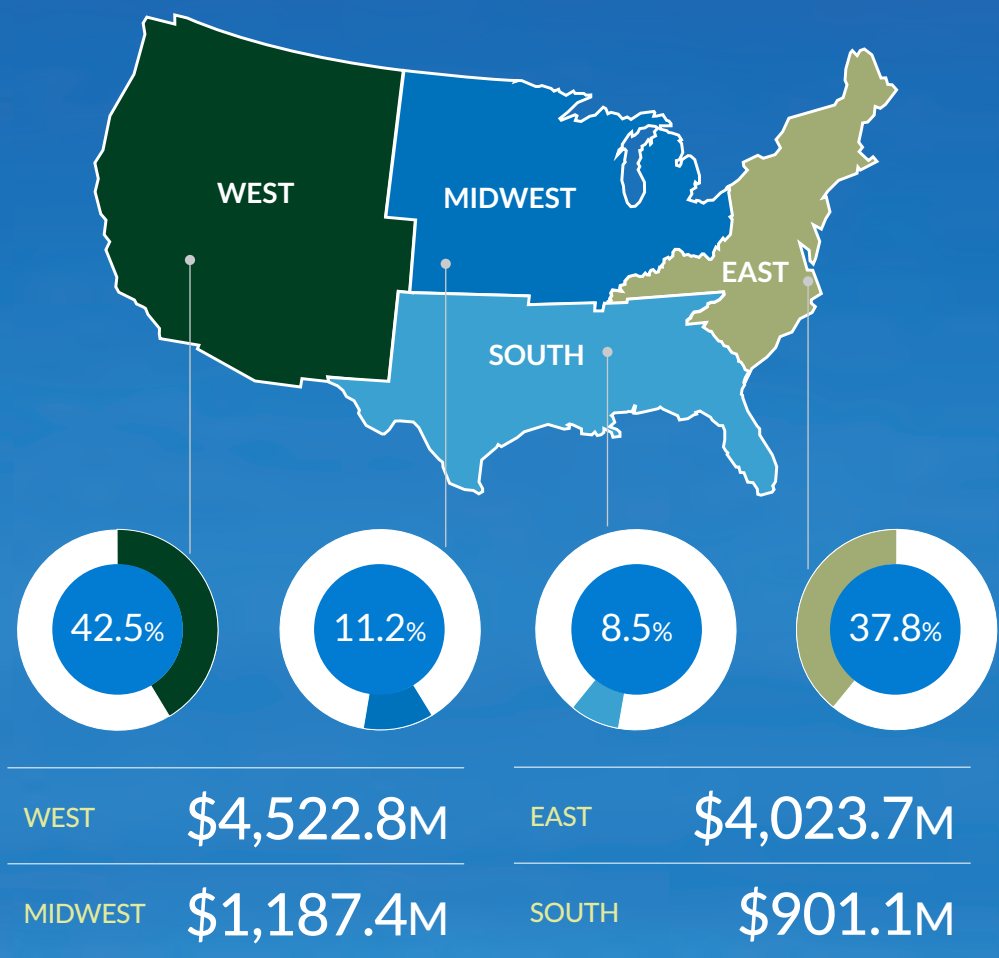 WEST
MIDWEST
EAST
SOUTH
42.5%
11.2%
8.5%
37.8%
WEST $4,522.8M
EAST $4,023.7M
MIDWEST $1,187.4M
SOUTH $901.1M